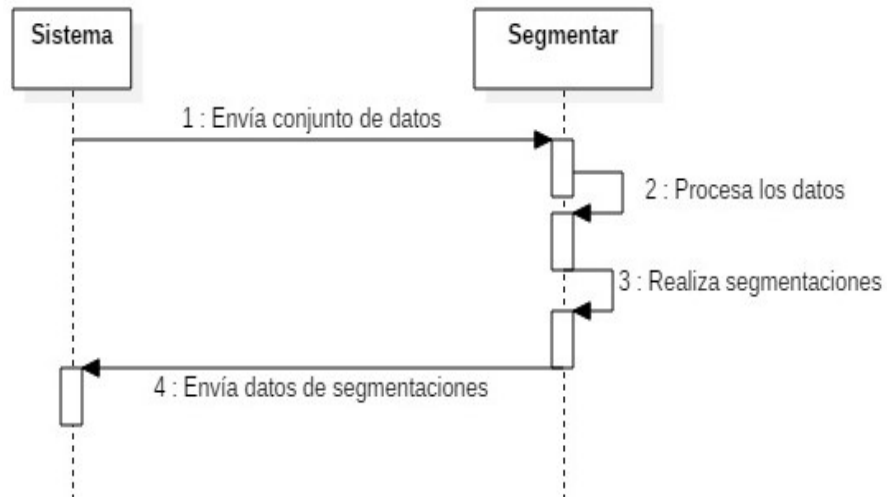 Sistema
Segmentar
1 : Envía conjunto de datos
2 : Procesa los datos
3 : Realiza segmentaciones
4 : Envía datos de segmentaciones